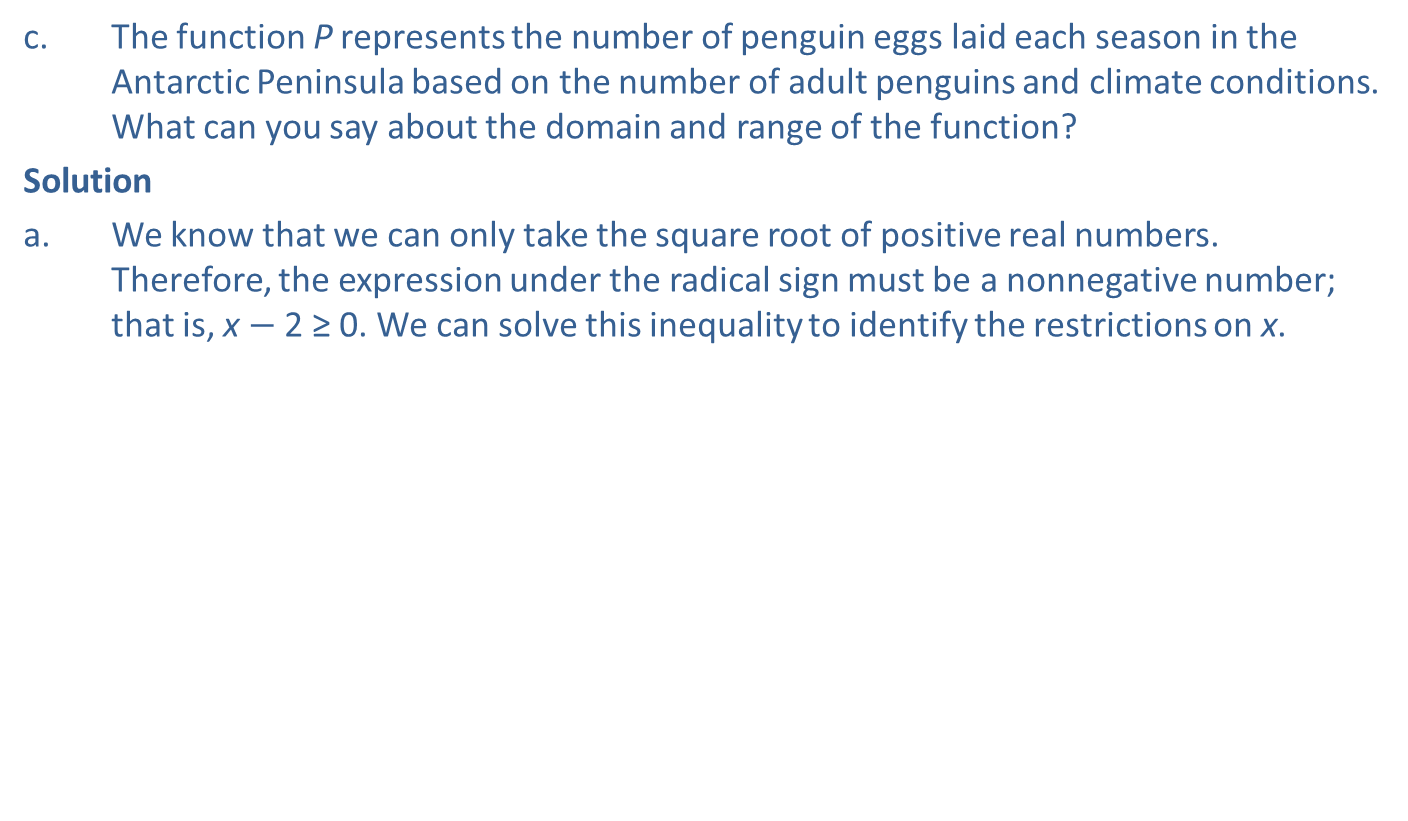 c. The function P represents the number of penguin eggs laid each season in the
Antarctic Peninsula based on the number of adult penguins and climate conditions.
What can you say about the domain and range of the function?
Solution
a. We know that we can only take the square root of positive real numbers.
Therefore, the expression under the radical sign must be a nonnegative number;
that is, x – 2 ≥ 0. We can solve this inequality to identify the restrictions on x.